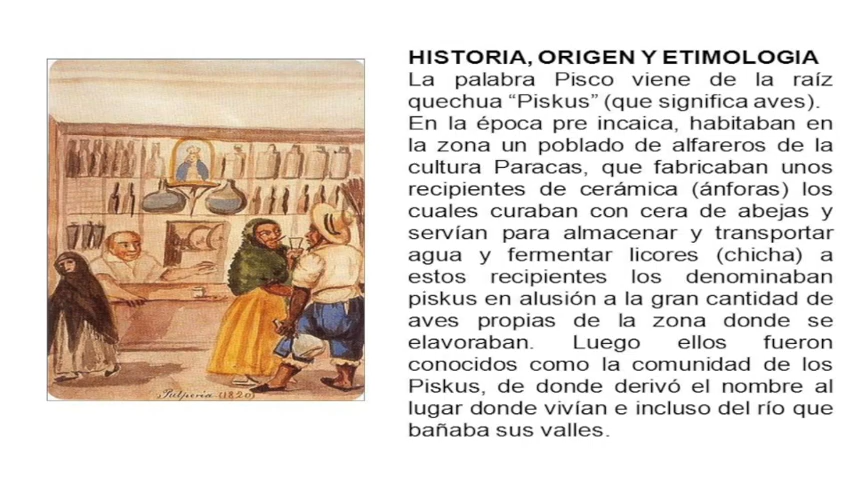 HISTORIA, ORIGEN Y ETIMOLOGIA
La palabra Pisco viene de la raíz
quechua “Piskus” (que significa aves).
En la época pre incaica, habitaban en
la zona un poblado de alfareros de la
cultura Paracas, que fabricaban unos
recipientes de cerámica (ánforas) los
cuales curaban con cera de abejas y
servían para almacenar y transportar
agua y fermentar licores (chicha) a
estos recipientes los denominaban
piskus en alusión a la gran cantidad de
aves propias de la zona donde se
elavoraban. Luego ellos fueron
conocidos como la comunidad de los
Piskus, de donde derivó el nombre al
lugar donde vivían e incluso del río que
bañaba sus valles.
Pulperia (1820)